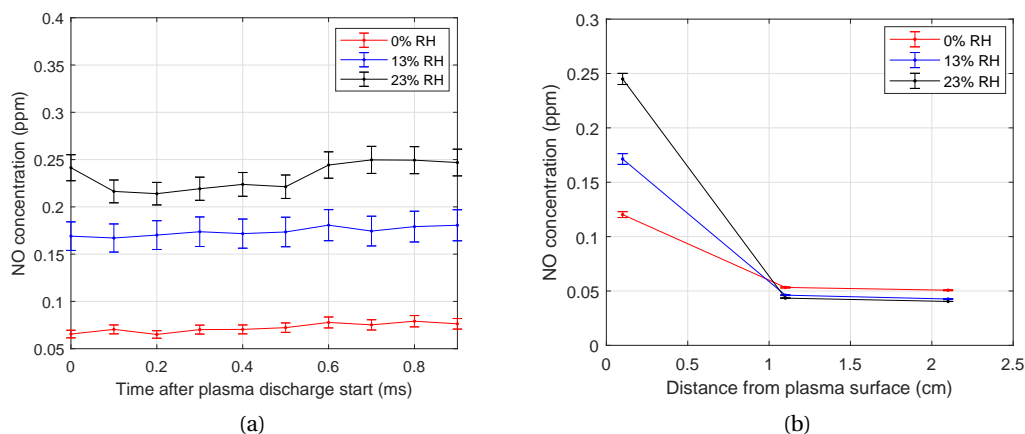 0.4
0.35
0.3
0.25
0.2
0.15
0.1
0.05
NO concentration (ppm)
0% RH
13% RH
23% RH
0 0.2 0.4 0.6 0.8
Time after plasma discharge start (ms)
(a)
0.3
0.25
0.2
0.15
0.1
0.05
0
NO concentration (ppm)
0% RH
13% RH
23% RH
0 0.5 1 1.5 2 2.5
Distance from plasma surface (cm)
(b)